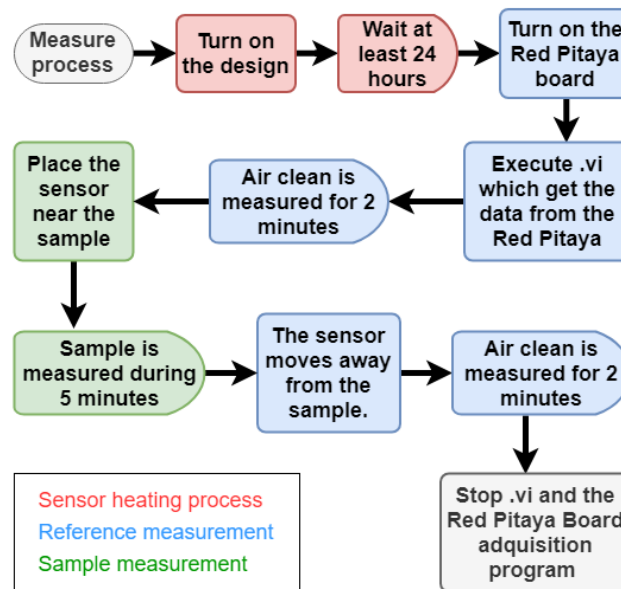 Measure
process
Turn on
the design
Wait at
least 24
hours
Turn on the
Red Pitaya
board
Execute .vi
which get the
data from the
Red Pitaya
Air clean is
measured for 2
minutes
Place the
sensor
near the
sample
Sample is
measured during
5 minutes
The sensor
moves away
from the
sample.
Air clean is
measured for 2
minutes
Stop .vi and the
Red Pitaya Board
adquisition
program
Sensor heating process
Reference measurement
Sample measurement